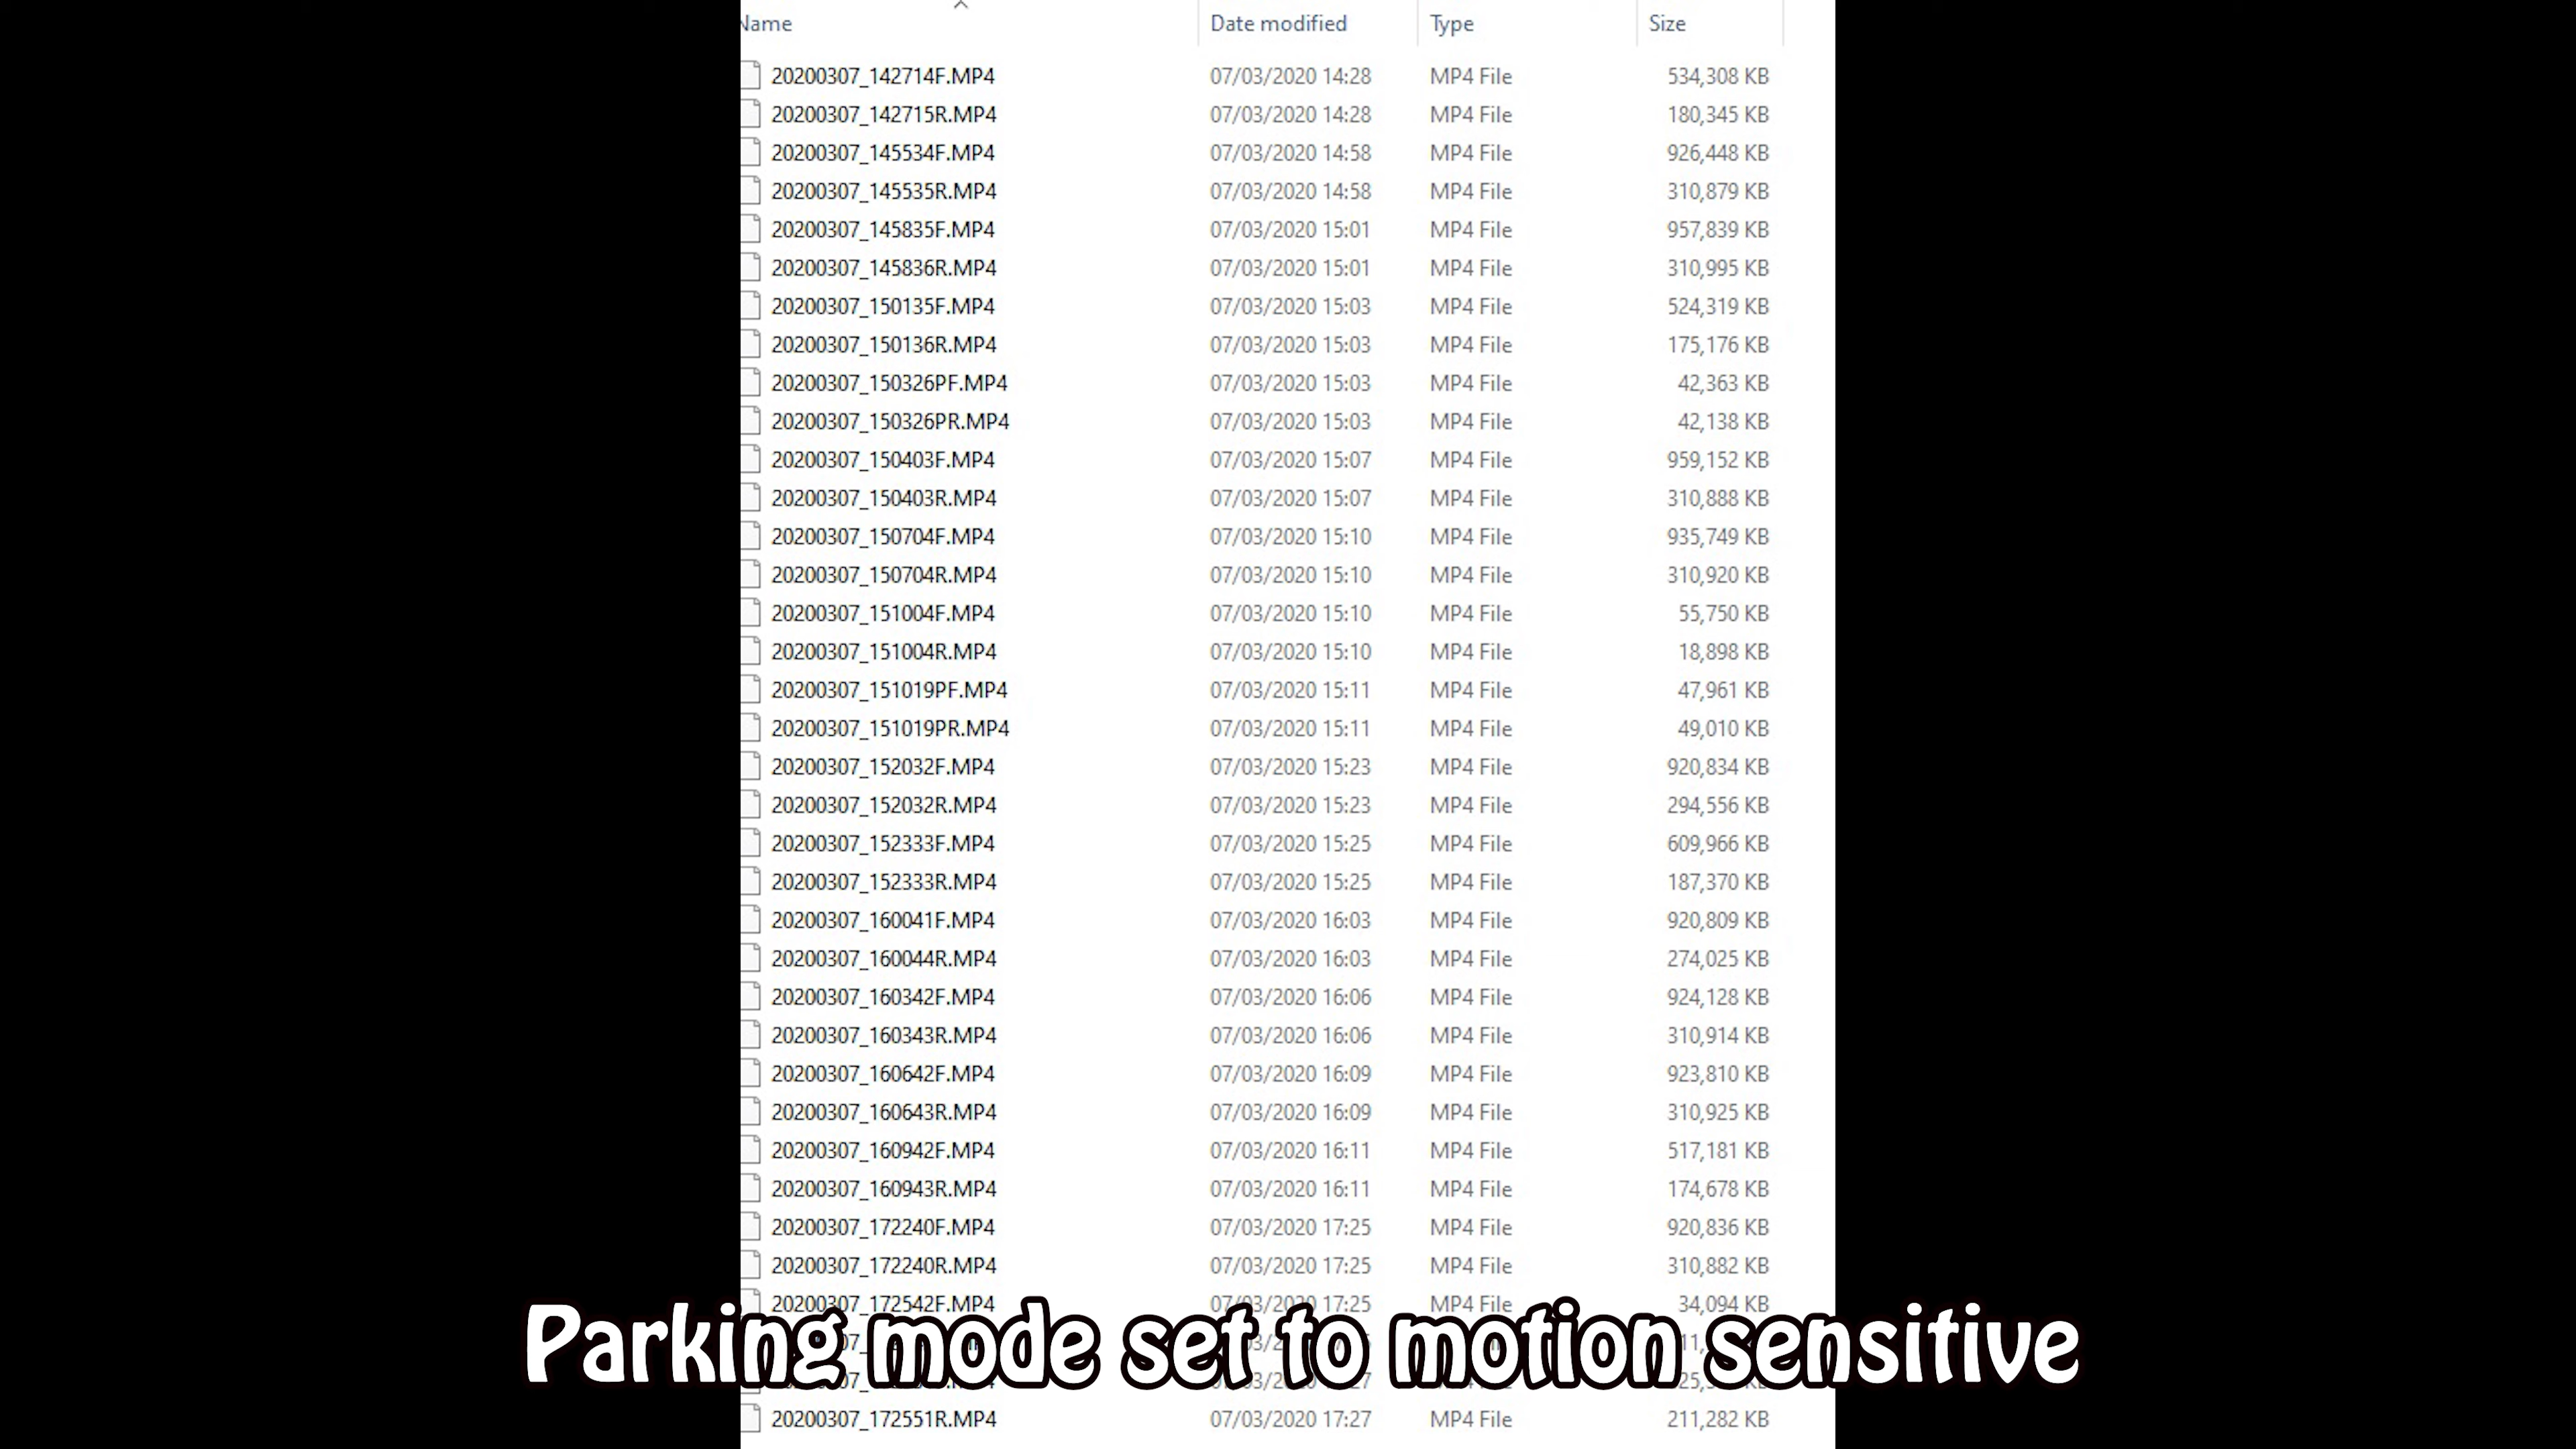 Name Date modified Type Size
20200307_142714F.MP4 07/03/2020 14:28 MP4 File 534,308 KB
20200307_142715R.MP4 07/03/2020 14:28 MP4 File 180,345 KB
20200307_145534F.MP4 07/03/2020 14:58 MP4 File 926,448 KB
20200307_145535R.MP4 07/03/2020 14:58 MP4 File 310,879 KB
20200307_145835F.MP4 07/03/2020 15:01 MP4 File 957,839 KB
20200307_145836R.MP4 07/03/2020 15:01 MP4 File 310,995 KB
20200307_150135F.MP4 07/03/2020 15:03 MP4 File 524,319 KB
20200307_150136R.MP4 07/03/2020 15:03 MP4 File 175,176 KB
20200307_150326PF.MP4 07/03/2020 15:03 MP4 File 42,363 KB
20200307_150326PR.MP4 07/03/2020 15:03 MP4 File 42,138 KB
20200307_150403F.MP4 07/03/2020 15:07 MP4 File 959,152 KB
20200307_150403R.MP4 07/03/2020 15:07 MP4 File 310,888 KB
20200307_150704F.MP4 07/03/2020 15:10 MP4 File 935,749 KB
20200307_150704R.MP4 07/03/2020 15:10 MP4 File 310,920 KB
20200307_151004F.MP4 07/03/2020 15:10 MP4 File 55,750 KB
20200307_151004R.MP4 07/03/2020 15:10 MP4 File 18,898 KB
20200307_151019PF.MP4 07/03/2020 15:11 MP4 File 47,961 KB
20200307_151019PR.MP4 07/03/2020 15:11 MP4 File 49,010 KB
20200307_152032F.MP4 07/03/2020 15:23 MP4 File 920,834 KB
20200307_152032R.MP4 07/03/2020 15:23 MP4 File 294,556 KB
20200307_152333F.MP4 07/03/2020 15:25 MP4 File 609,966 KB
20200307_152333R.MP4 07/03/2020 15:25 MP4 File 187,370 KB
20200307_160041F.MP4 07/03/2020 16:03 MP4 File 920,809 KB
20200307_160044R.MP4 07/03/2020 16:03 MP4 File 274,025 KB
20200307_160342F.MP4 07/03/2020 16:06 MP4 File 924,128 KB
20200307_160343R.MP4 07/03/2020 16:06 MP4 File 310,914 KB
20200307_160642F.MP4 07/03/2020 16:09 MP4 File 923,810 KB
20200307_160643R.MP4 07/03/2020 16:09 MP4 File 310,925 KB
20200307_160942F.MP4 07/03/2020 16:11 MP4 File 517,181 KB
20200307_160943R.MP4 07/03/2020 16:11 MP4 File 174,678 KB
20200307_172240F.MP4 07/03/2020 17:25 MP4 File 920,836 KB
20200307_172240R.MP4 07/03/2020 17:25 MP4 File 310,882 KB
20200307_172542F.MP4 07/03/2020 17:25 MP4 File 34,094 KB
Parking mode set to motion sensitive
20200307_172551R.MP4 07/03/2020 17:27 MP4 File 211,282 KB